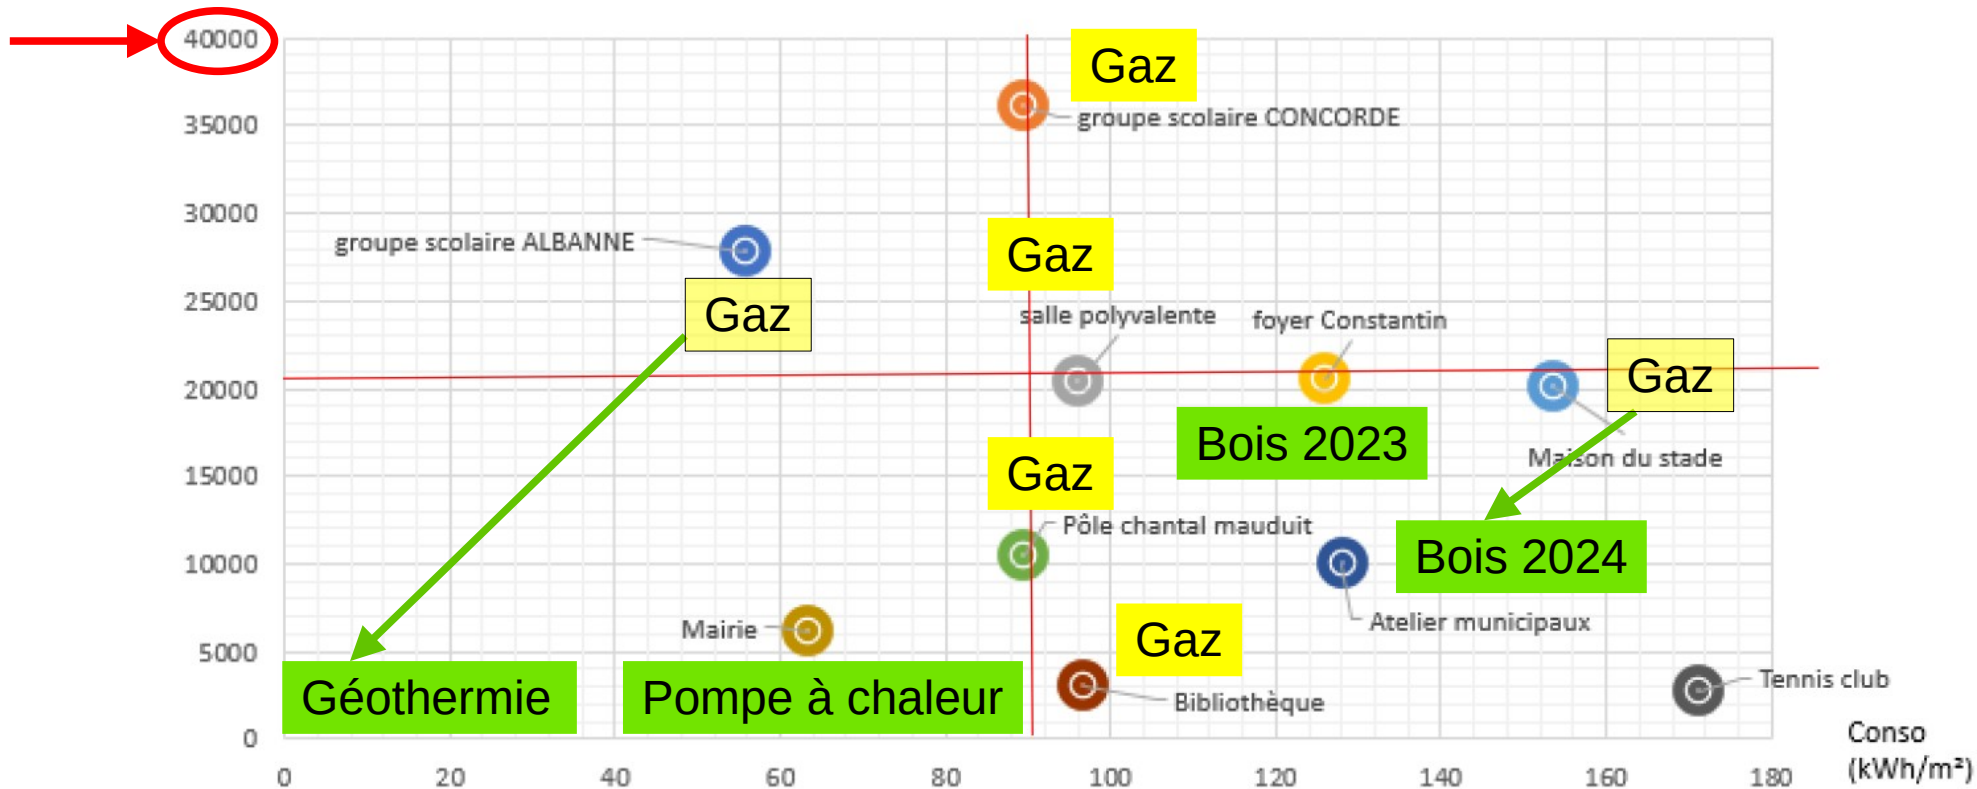 40000
Gaz
groupe scolaire CONCORDE
35000
30000
groupe scolaire ALBANNE
Gaz
25000
Gaz
salle polyvalente
foyer Constantin
Gaz
20000
Bois 2023
Maison du stade
15000
Gaz
Pôle chantal mauduit
Bois 2024
10000
Atelier municipaux
Mairie
Gaz
5000
Géothermie
Pompe à chaleur
Bibliothèque
Tennis club
0
Conso
(kWh/m²)
0 20 40 60 80 100 120 140 160 180